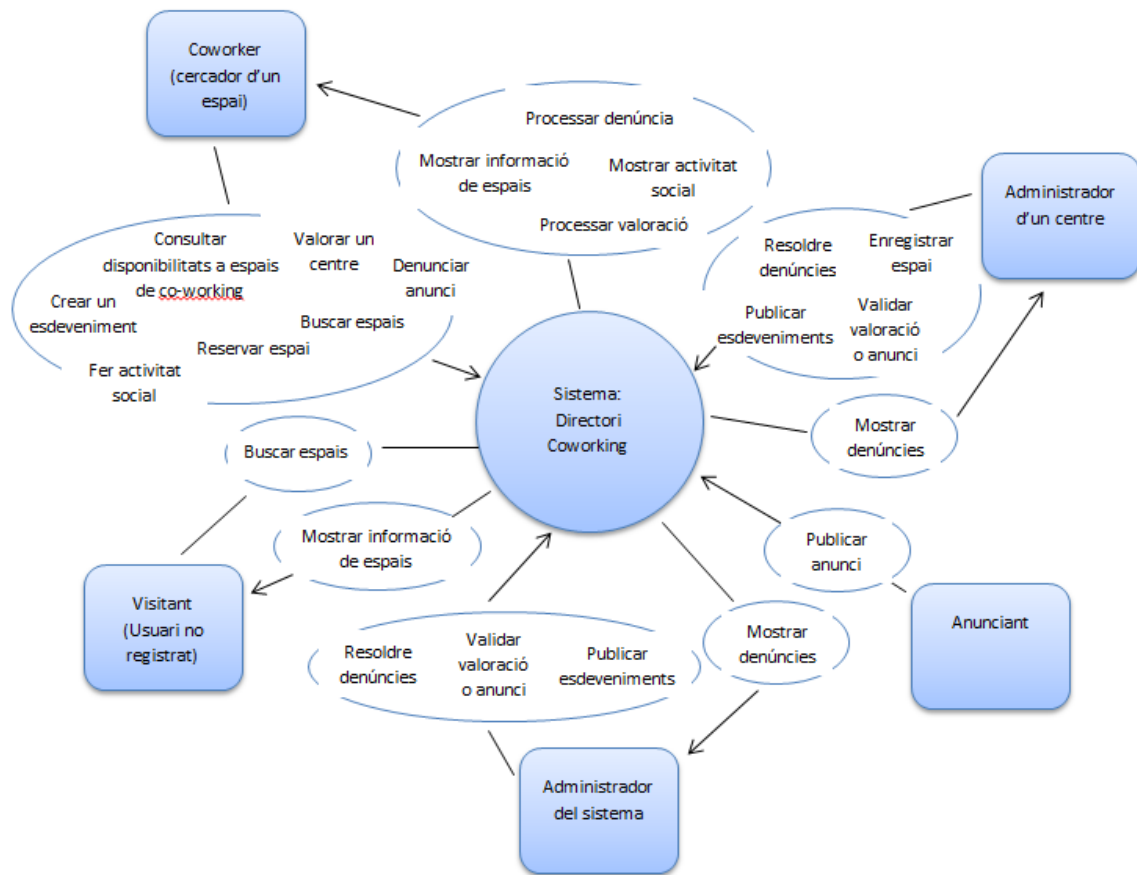 Coworker
(cercador d'un
espai)
Processar denúncia
Mostrar informació
de espais
Mostrar activitat
social
Processar valoració
Administrador
d'un centre
Consultar
disponibilitats a espais
de co-working
Valorar un
centre
Denunciar
anunci
Crear un
esdeveniment
Buscar espais
Reservar espai
Fer activitat
social
Resoldre
denúncies
Enregistrar
espai
Publicar
esdeveniments
Validar
valoració
o anunci
Sistema:
Directori
Coworking
Mostrar
denúncies
Buscar espais
Mostrar informació
de espais
Publicar
anunci
Visitant
(Usuari no
registrat)
Resoldre
denúncies
Validar
valoració
o anunci
Publicar
esdeveniments
Mostrar
denúncies
Anunciant
Administrador
del sistema